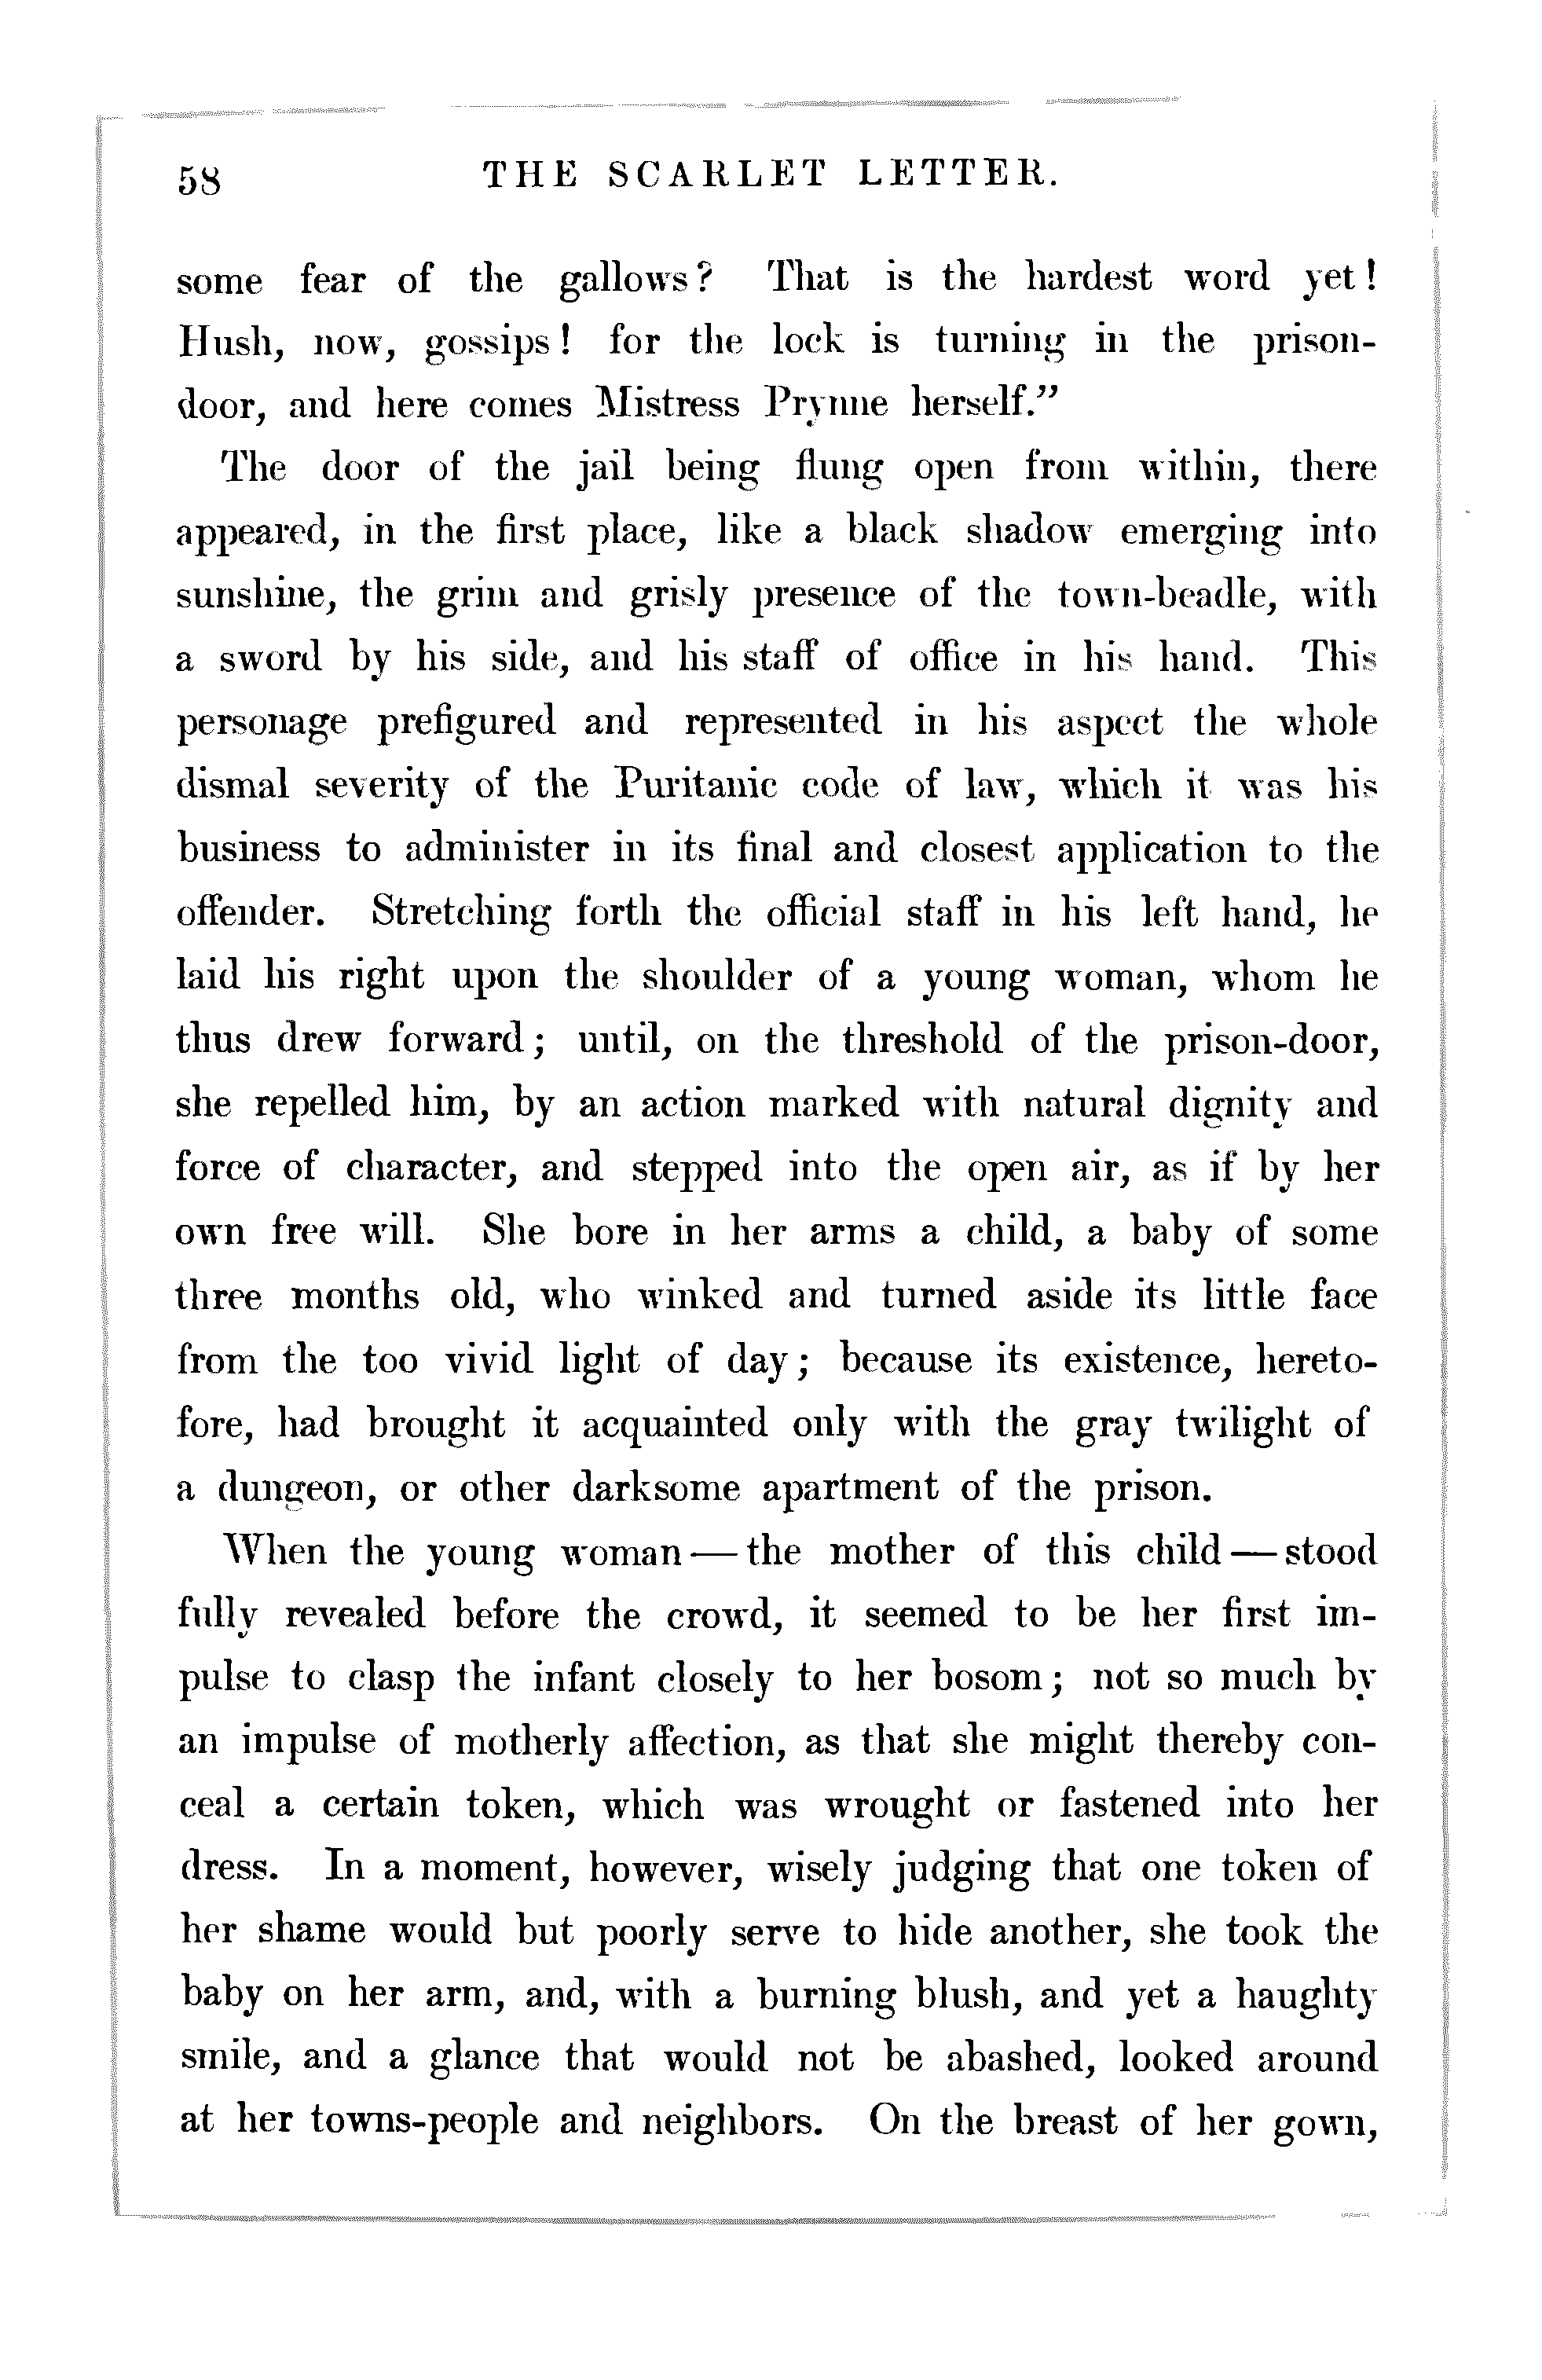 58 THE SCARLET LETTER.
some fear of the gallows? That is the hardest word yet!
Hush, now, gossips! for the lock is turning in the prison-
door, and here comes Mistress Prynne herself.”
The door of the jail being flung open from within, there
appeared, in the first place, like a black shadow emerging into
sunshine, the grim and grisly presence of the town-beadle, with
a sword by his side, and his staff of office in his hand. This
personage prefigured and represented in his aspect the whole
dismal severity of the Puritanic code of law, which it was his
business to administer in its final and closest application to the
offender. Stretching forth the official staff in his left hand, he
laid his right upon the shoulder of a young woman, whom he
thus drew forward; until, on the threshold of the prison-door,
she repelled him, by an action marked with natural dignity and
force of character, and stepped into the open air, as if by her
own free will. She bore in her arms a child, a baby of some
three months old, who winked and turned aside its little face
from the too vivid light of day; because its existence, hereto-
fore, had brought it acquainted only with the gray twilight of
a dungeon, or other darksome apartment of the prison.
When the young woman — the mother of this child — stood
fully revealed before the crowd, it seemed to be her first im-
pulse to clasp the infant closely to her bosom; not so much by
an impulse of motherly affection, as that she might thereby con-
ceal a certain token, which was wrought or fastened into her
dress. In a moment, however, wisely judging that one token of
her shame would but poorly serve to hide another, she took the
baby on her arm, and, with a burning blush, and yet a haughty
smile, and a glance that would not be abashed, looked around
at her towns-people and neighbors. On the breast of her gown,